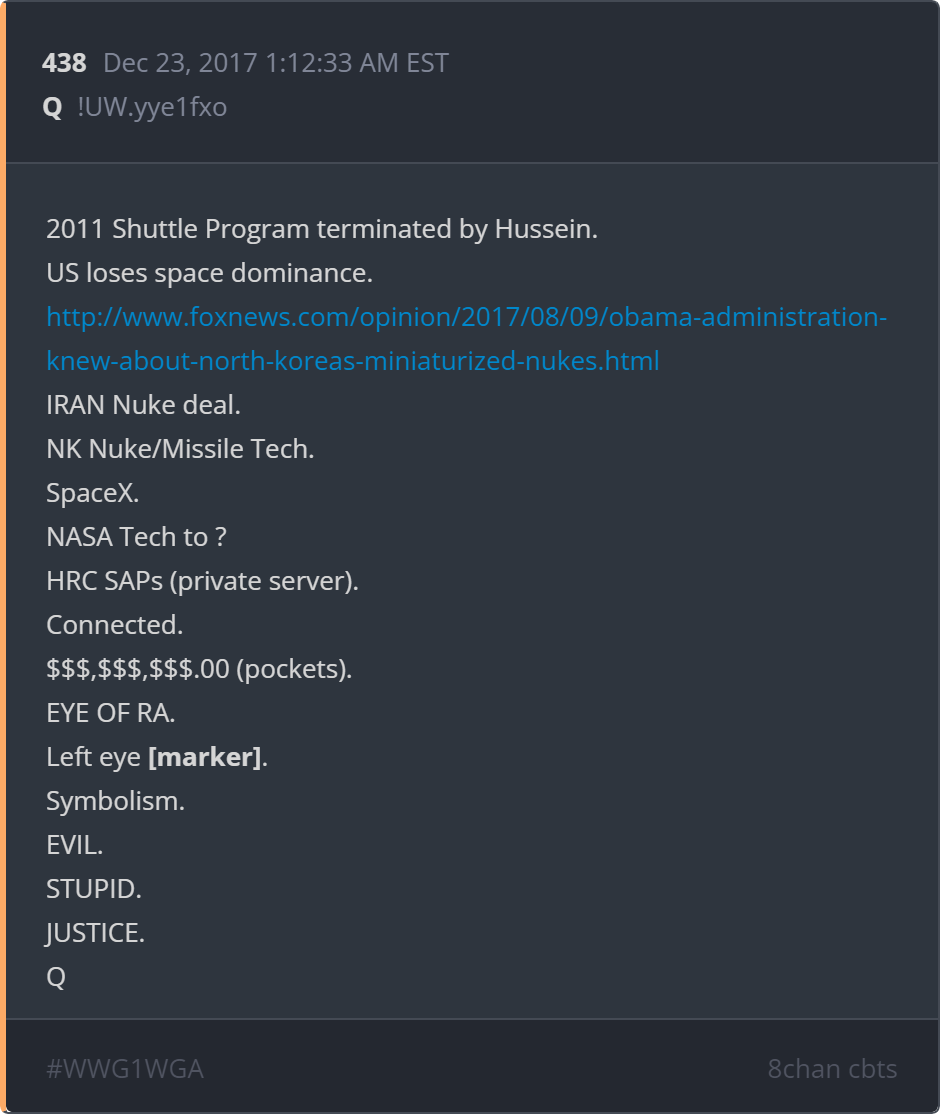 438 Dec 23, 2017 1:12:33 AM EST
Q !UW.yye1fxo
2011 Shuttle Program terminated by Hussein.
US loses space dominance.
http://www.foxnews.com/opinion/2017/08/09/obama-administration-
knew-about-north-koreas-miniaturized-nukes.html
IRAN Nuke deal.
NK Nuke/Missile Tech.
SpaceX.
NASA Tech to ?
HRC SAPs (private server).
Connected.
$$$,$$$,$$$.00 (pockets).
EYE OF RA.
Left eye [marker].
Symbolism.
EVIL.
STUPID.
JUSTICE.
Q
#WWG1WGA 8chan cbts